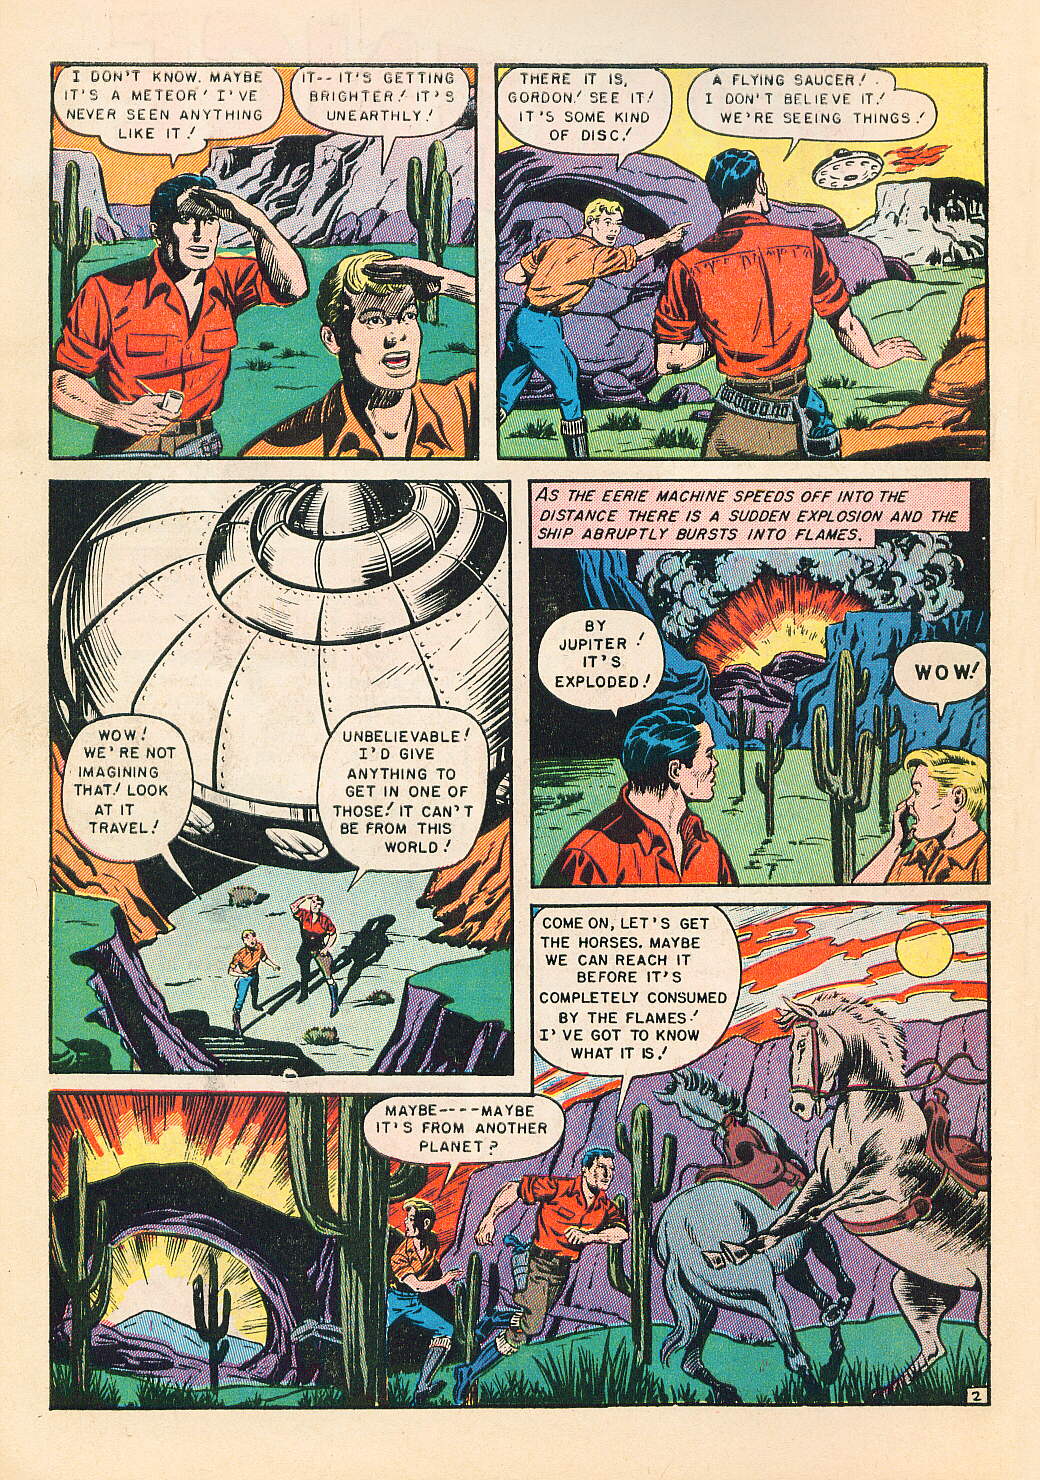 I DON'T KNOW. MAYBE
IT'S A METEOR! I'VE
NEVER SEEN ANYTHING
LIKE IT!
IT-- IT'S GETTING
BRIGHTER! IT'S
UNEARTHLY!
THERE IT IS,
GORDON! SEE IT!
IT'S SOME KIND
OF DISC!
A FLYING SAUCER!
I DON'T BELIEVE IT!
WE'RE SEEING THINGS!
WOW!
WE'RE NOT
IMAGINING
THAT! LOOK
AT IT
TRAVEL!
UNBELIEVABLE!
I'D GIVE
ANYTHING TO
GET IN ONE OF
THOSE! IT CAN'T
BE FROM THIS
WORLD!
AS THE EERIE MACHINE SPEEDS OFF INTO THE
DISTANCE THERE IS A SUDDEN EXPLOSION AND THE
SHIP ABRUPTLY BURSTS INTO FLAMES.
BY
JUPITER!
IT'S
EXPLODED!
WOW!
COME ON, LET'S GET
THE HORSES. MAYBE
WE CAN REACH IT
BEFORE IT'S
COMPLETELY CONSUMED
BY THE FLAMES!
I'VE GOT TO KNOW
WHAT IT IS!
MAYBE----MAYBE
IT'S FROM ANOTHER
PLANET?
2